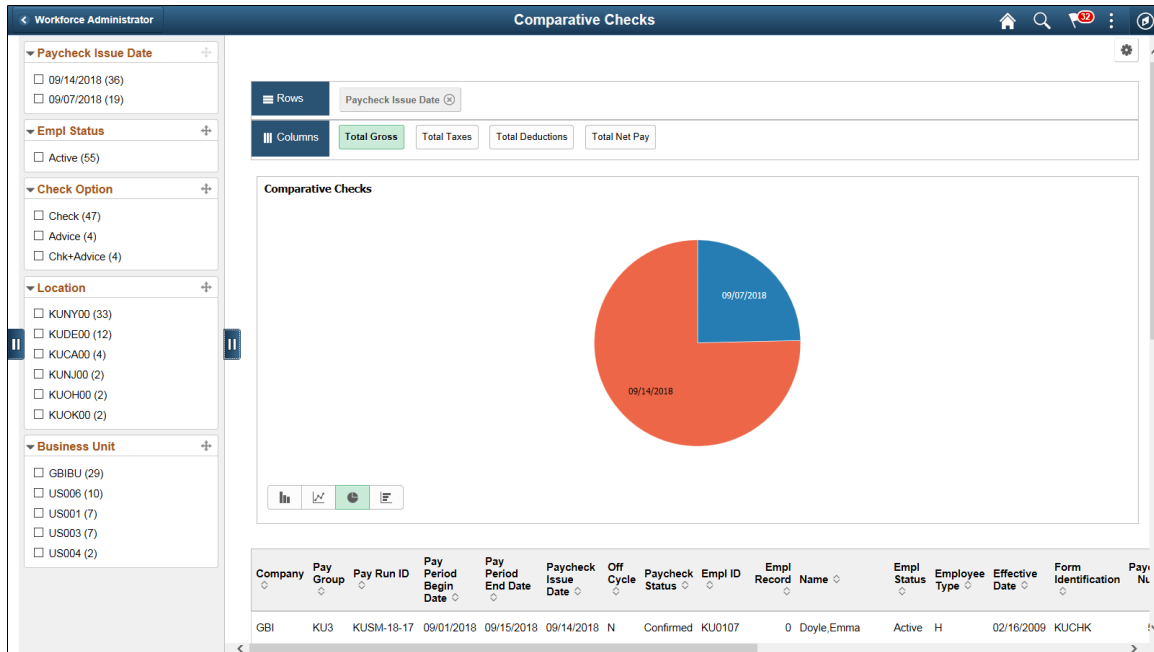 Workforce Administrator
Comparative Checks
32
Paycheck Issue Date
09/14/2018 (36)
09/07/2018 (19)
Empl Status
Active (55)
Check Option
Check (47)
Advice (4)
Chk+Advice (4)
Location
KUNY00 (33)
KUDE00 (12)
KUCA00 (4)
KUNJ00 (2)
KUOH00 (2)
KUOK00 (2)
Business Unit
GBIBU (29)
US006 (10)
US001 (7)
US003 (7)
US004 (2)
Rows Paycheck Issue Date
Columns Total Gross Total Taxes Total Deductions Total Net Pay
Comparative Checks
09/07/2018
09/14/2018
Company Pay Group Pay Run ID Pay Period Begin Date Pay Period End Date Paycheck Issue Date Off Cycle Paycheck Status Empl ID Empl Record Name Empl Status Employee Type Effective Date Form Identification
GBI KU3 KUSM-18-17 09/01/2018 09/15/2018 09/14/2018 N Confirmed KU0107 0 Doyle,Emma Active H 02/16/2009 KUCHK